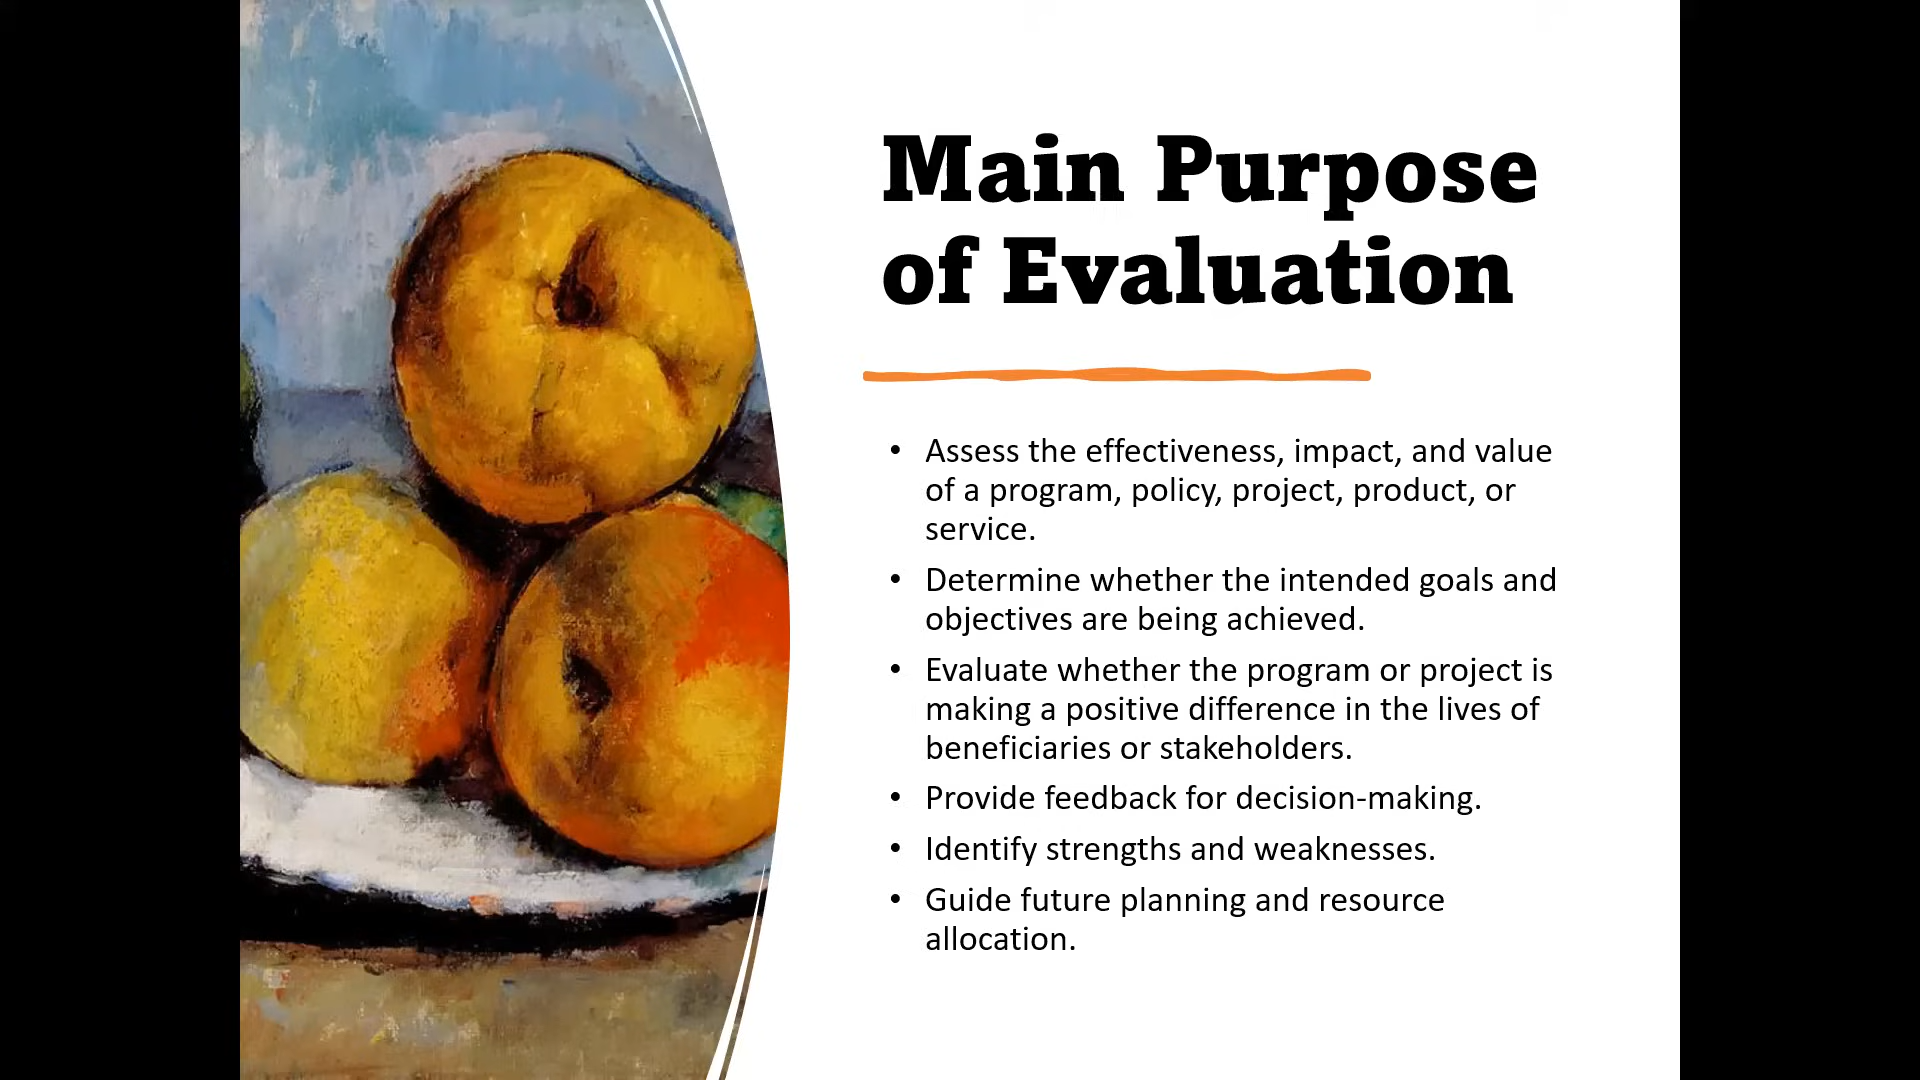 Main Purpose
of Evaluation
• Assess the effectiveness, impact, and value
of a program, policy, project, product, or
service.
• Determine whether the intended goals and
objectives are being achieved.
• Evaluate whether the program or project is
making a positive difference in the lives of
beneficiaries or stakeholders.
• Provide feedback for decision-making.
• Identify strengths and weaknesses.
• Guide future planning and resource
allocation.